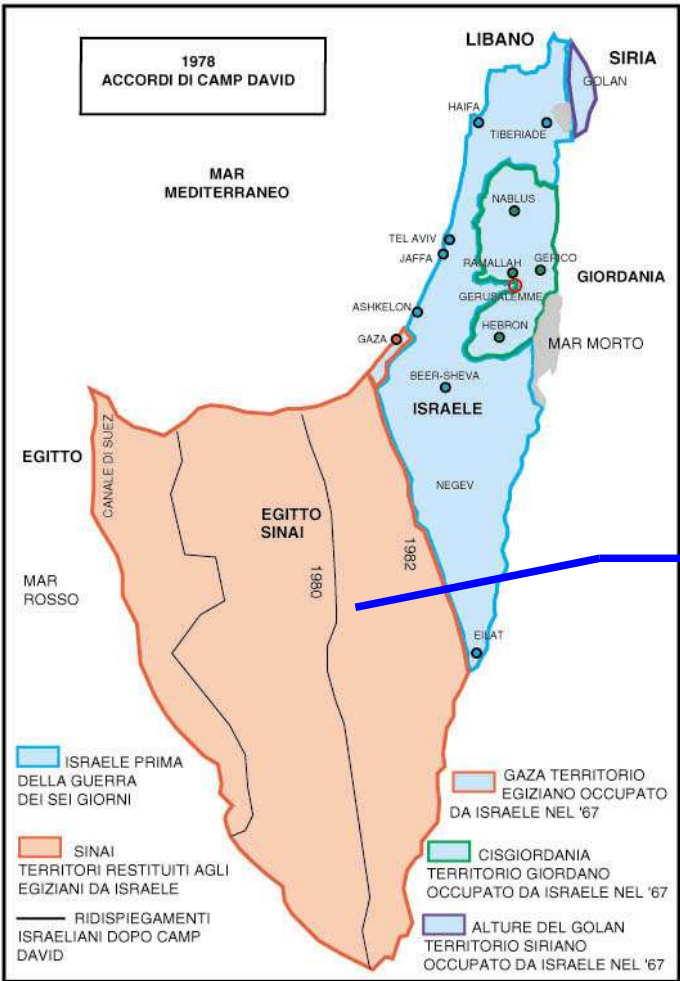 1978
ACCORDI DI CAMP DAVID
LIBANO
SIRIA
GOLAN
HAIFA
TIBERIADE
MAR
MEDITERRANEO
NABLUS
TEL AVIV
JAFFA
RAMALLAH
GERICO
GIORDANIA
GERUSALEMME
ASHKELON
HEBRON
GAZA
MAR MORTO
BEER-SHEVA
ISRAELE
CANALE DI SUEZ
EGITTO
NEGEV
EGITTO
SINAI
1982
1980
MAR
ROSSO
EILAT
ISRAELE PRIMA
DELLA GUERRA
DEI SEI GIORNI
SINAI
TERRITORI RESTITUITI AGLI
EGIZIANI DA ISRAELE
RIDISPIEGAMENTI
ISRAELIANI DOPO CAMP
DAVID
GAZA TERRITORIO
EGIZIANO OCCUPATO
DA ISRAELE NEL '67
CISGIORDANIA
TERRITORIO GIORDANO
OCCUPATO DA ISRAELE NEL '67
ALTURE DEL GOLAN
TERRITORIO SIRIANO
OCCUPATO DA ISRAELE NEL '67